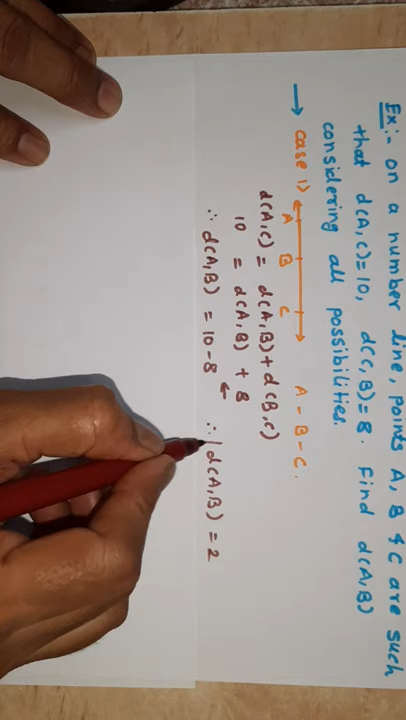 Ex:- on a number line, points A, B & C are such
that d(A,C)=10, d(C,B)=8. Find d(A,B)
considering all possibilities.
→ case 1) A B C A - B - C.
d(A,C) = d(A,B) + d(B,C)
10 = d(A,B) + 8
∴ d(A,B) = 10 - 8 ∴ d(A,B) = 2